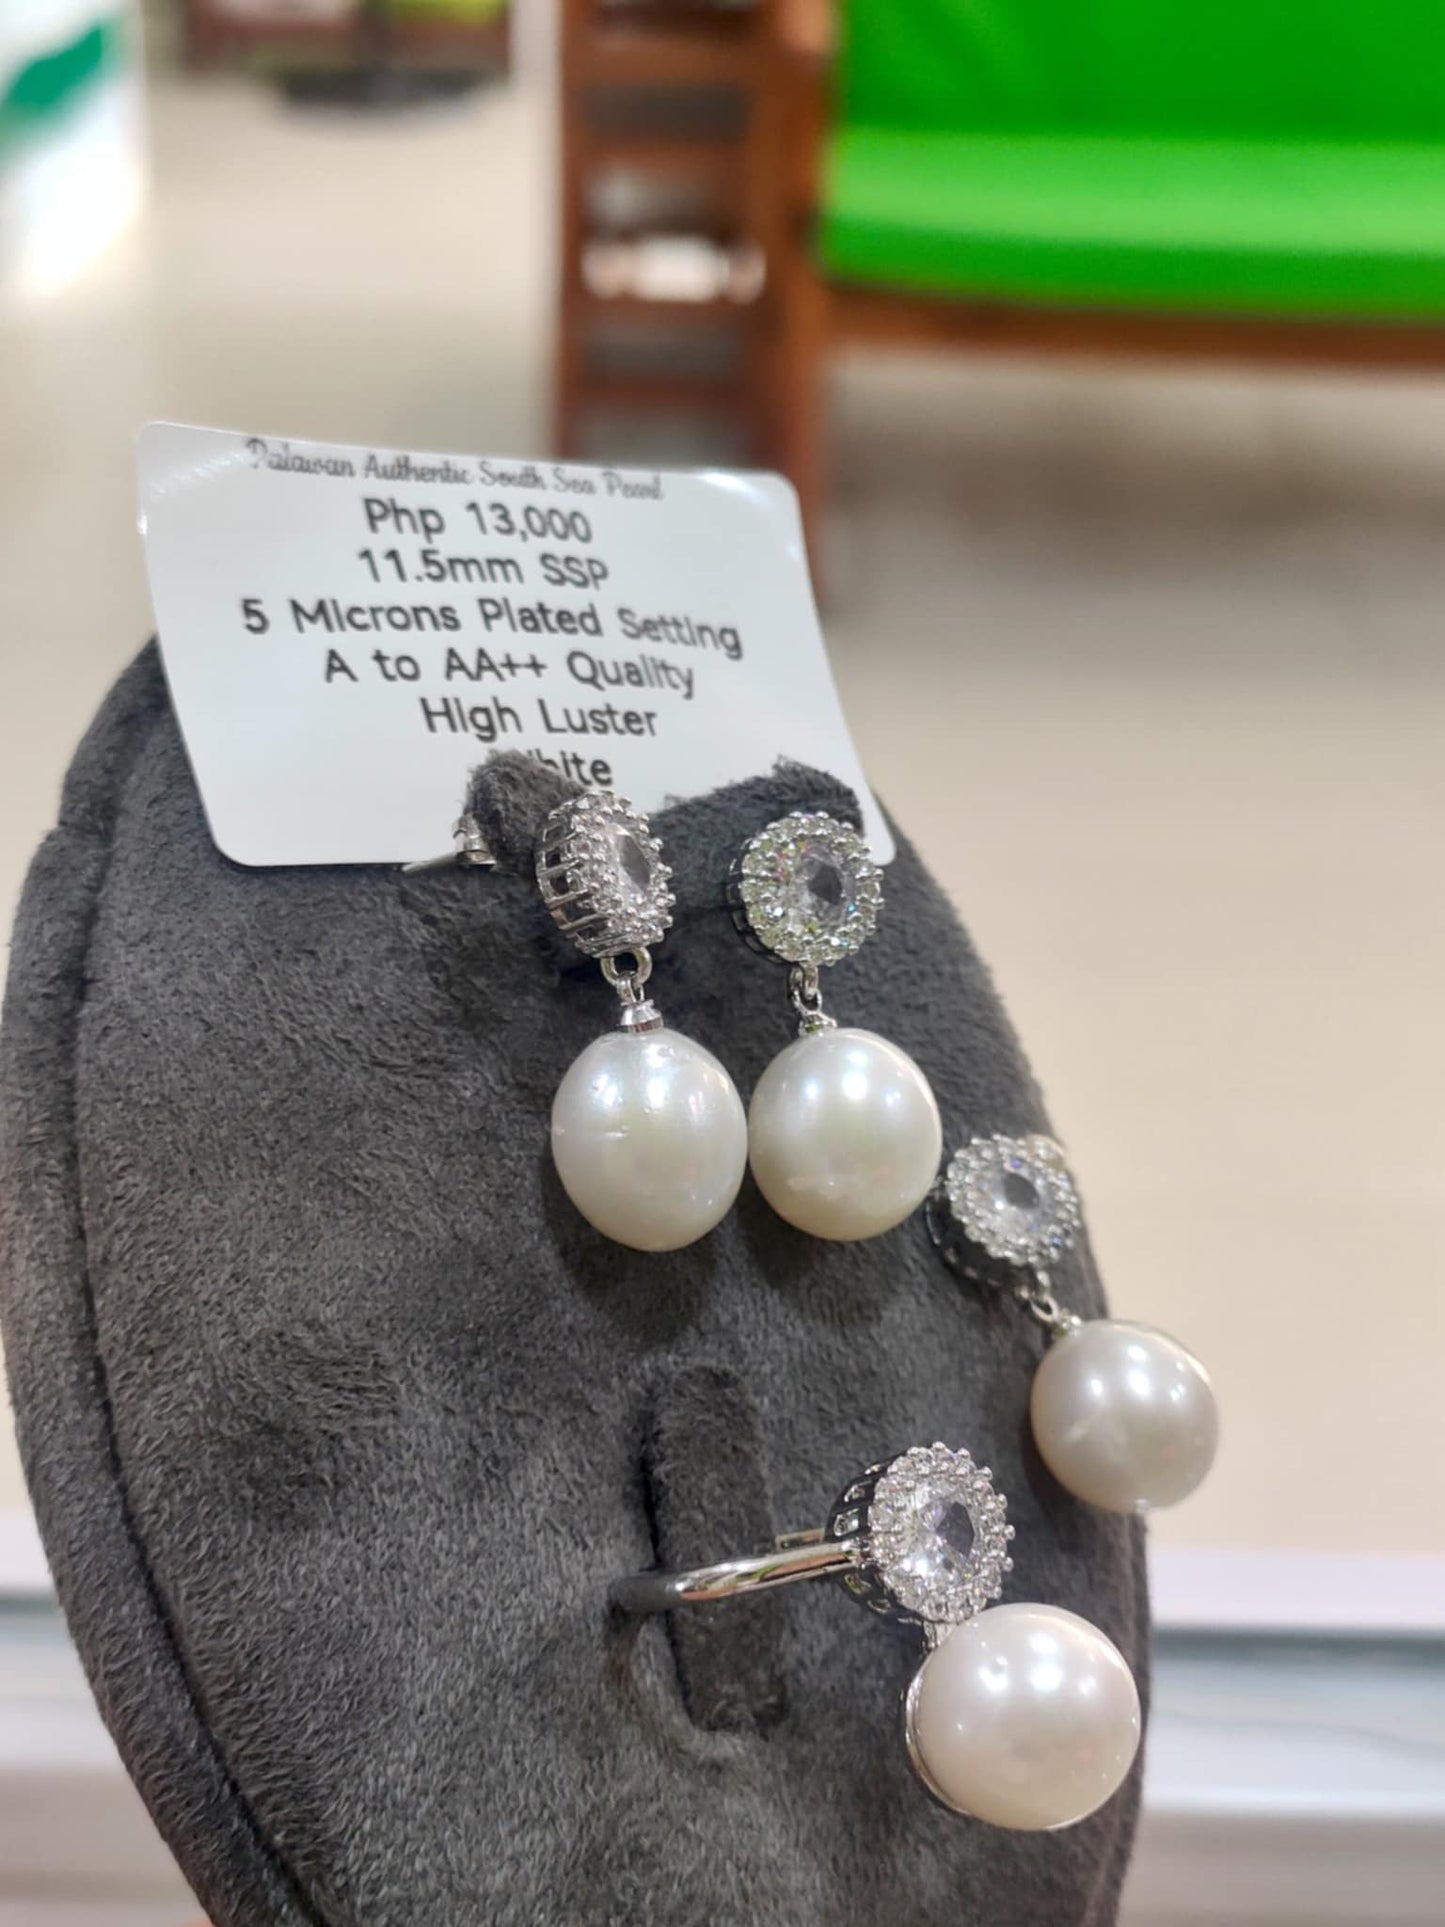 Palawan Authentic South Sea Pearl
Php 13,000
11.5mm SSP
5 Microns Plated Setting
A to AA++ Quality
High Luster